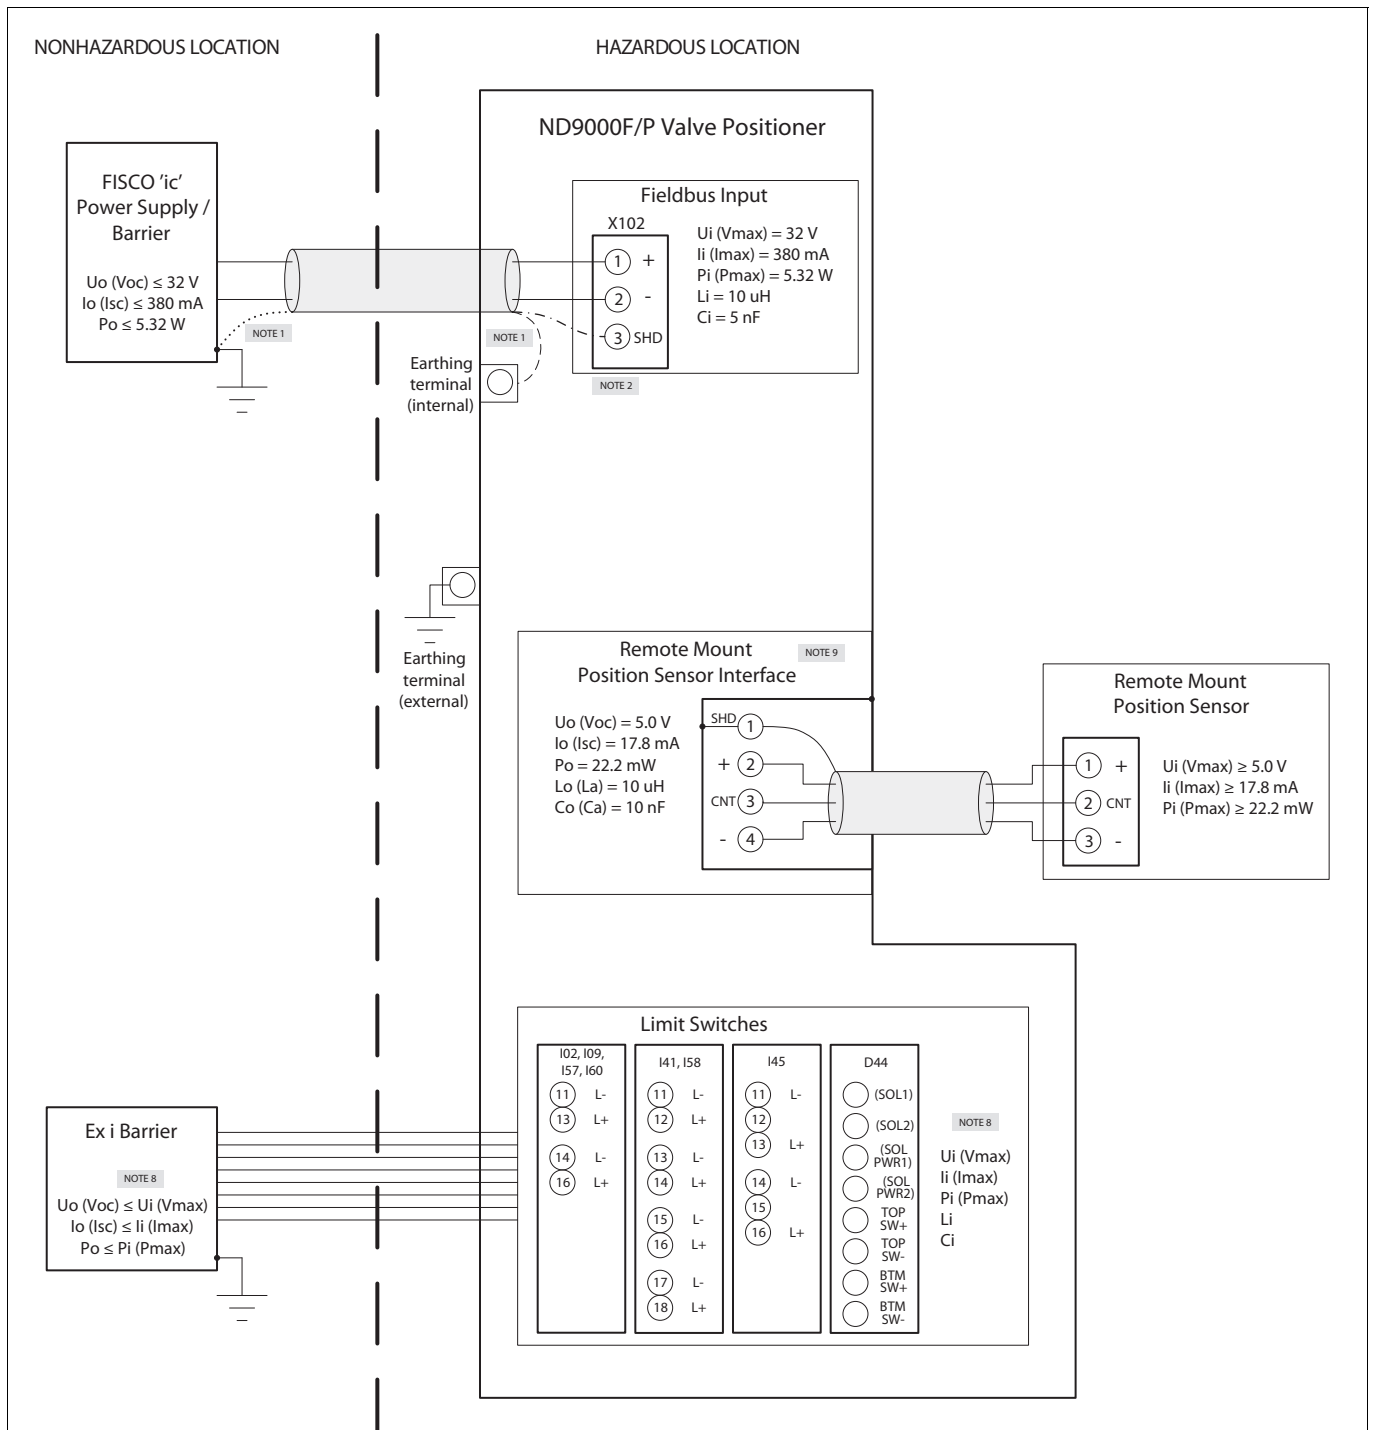 NONHAZARDOUS LOCATION
HAZARDOUS LOCATION
ND9000F/P Valve Positioner
FISCO 'ic'
Power Supply /
Barrier
Uo (Voc) ≤ 32 V
Io (Isc) ≤ 380 mA
Po ≤ 5.32 W
NOTE 1
Fieldbus Input
X102
1 +
2 -
3 SHD
Ui (Vmax) = 32 V
Ii (Imax) = 380 mA
Pi (Pmax) = 5.32 W
Li = 10 uH
Ci = 5 nF
NOTE 1
NOTE 2
Earthing
terminal
(internal)
Earthing
terminal
(external)
Remote Mount
Position Sensor Interface
NOTE 9
Uo (Voc) = 5.0 V
Io (Isc) = 17.8 mA
Po = 22.2 mW
Lo (La) = 10 uH
Co (Ca) = 10 nF
SHD 1
+ 2
CNT 3
- 4
Remote Mount
Position Sensor
1 +
2 CNT
3 -
Ui (Vmax) ≥ 5.0 V
Ii (Imax) ≥ 17.8 mA
Pi (Pmax) ≥ 22.2 mW
Ex i Barrier
NOTE 8
Uo (Voc) ≤ Ui (Vmax)
Io (Isc) ≤ Ii (Imax)
Po ≤ Pi (Pmax)
Limit Switches
I02, I09,
I57, I60
11 L-
13 L+
14 L-
16 L+
I41, I58
11 L-
12 L+
13 L-
14 L+
15 L-
16 L+
17 L-
18 L+
I45
11 L-
12
13 L+
14 L-
15
16 L+
D44
(SOL1)
(SOL2)
(SOL
PWR1)
(SOL
PWR2)
TOP
SW+
TOP
SW-
BTM
SW+
BTM
SW-
NOTE 8
Ui (Vmax)
Ii (Imax)
Pi (Pmax)
Li
Ci